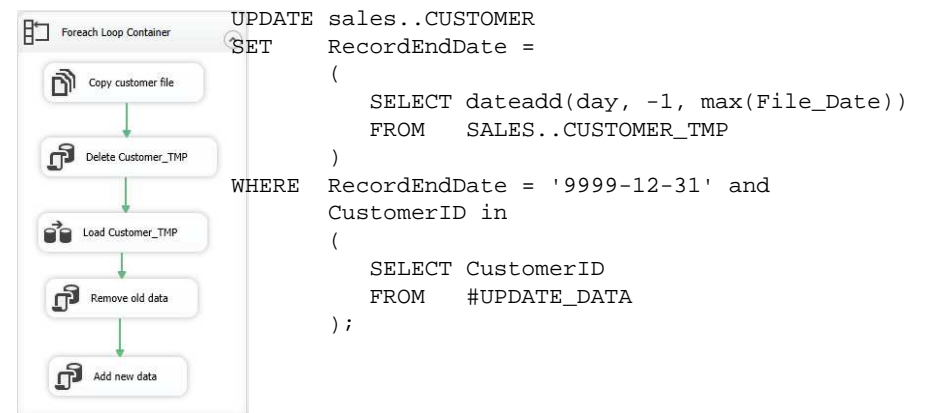 Foreach Loop Container
Copy customer file
Delete Customer_TMP
Load Customer_TMP
Remove old data
Add new data
UPDATE sales..CUSTOMER
SET RecordEndDate =
(
SELECT dateadd(day, -1, max(File_Date))
FROM SALES..CUSTOMER_TMP
)
WHERE RecordEndDate = '9999-12-31' and
CustomerID in
(
SELECT CustomerID
FROM #UPDATE_DATA
);